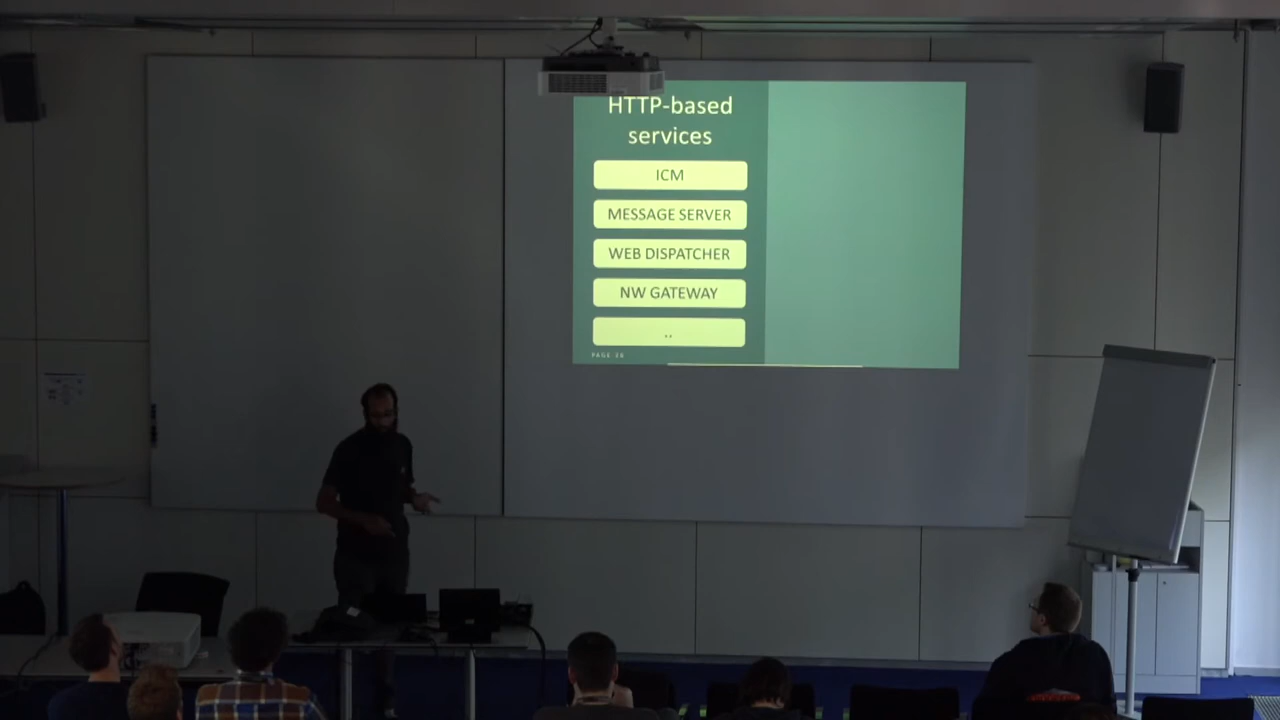 HTTP-based
services
ICM
MESSAGE SERVER
WEB DISPATCHER
NW GATEWAY
..